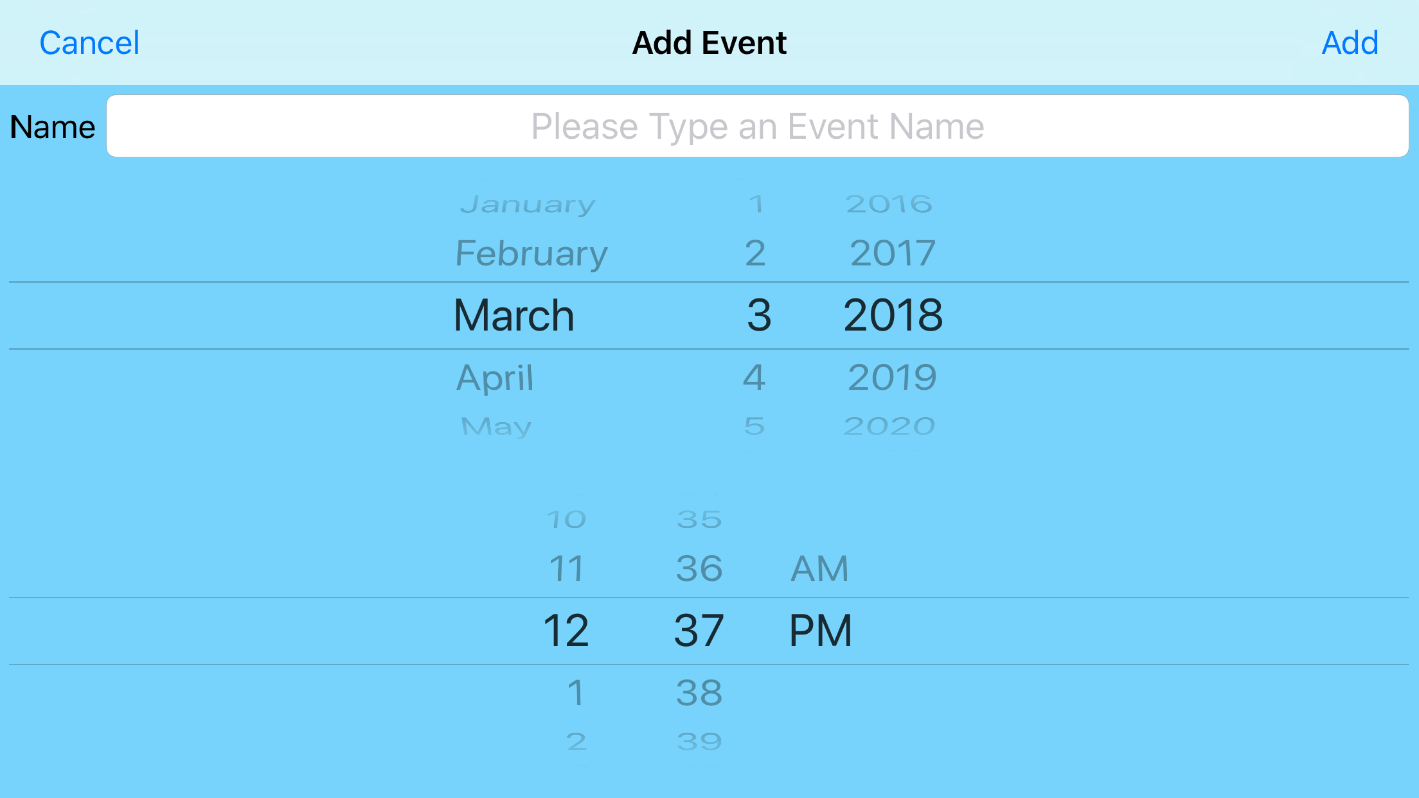 Cancel Add Event Add
Name Please Type an Event Name
January 1 2016
February 2 2017
March 3 2018
April 4 2019
May 5 2020
10 35
11 36 AM
12 37 PM
1 38
2 39